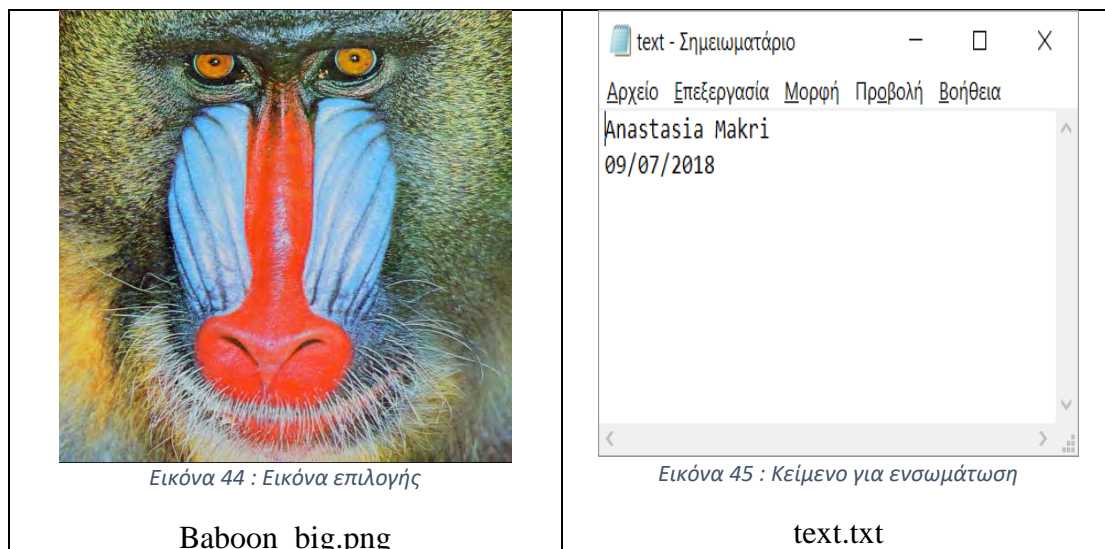 text - Σημειωματάριο
Αρχείο Επεξεργασία Μορφή Προβολή Βοήθεια
Anastasia Makri
09/07/2018
Εικόνα 44 : Εικόνα επιλογής
Εικόνα 45 : Κείμενο για ενσωμάτωση
Baboon_big.png
text.txt